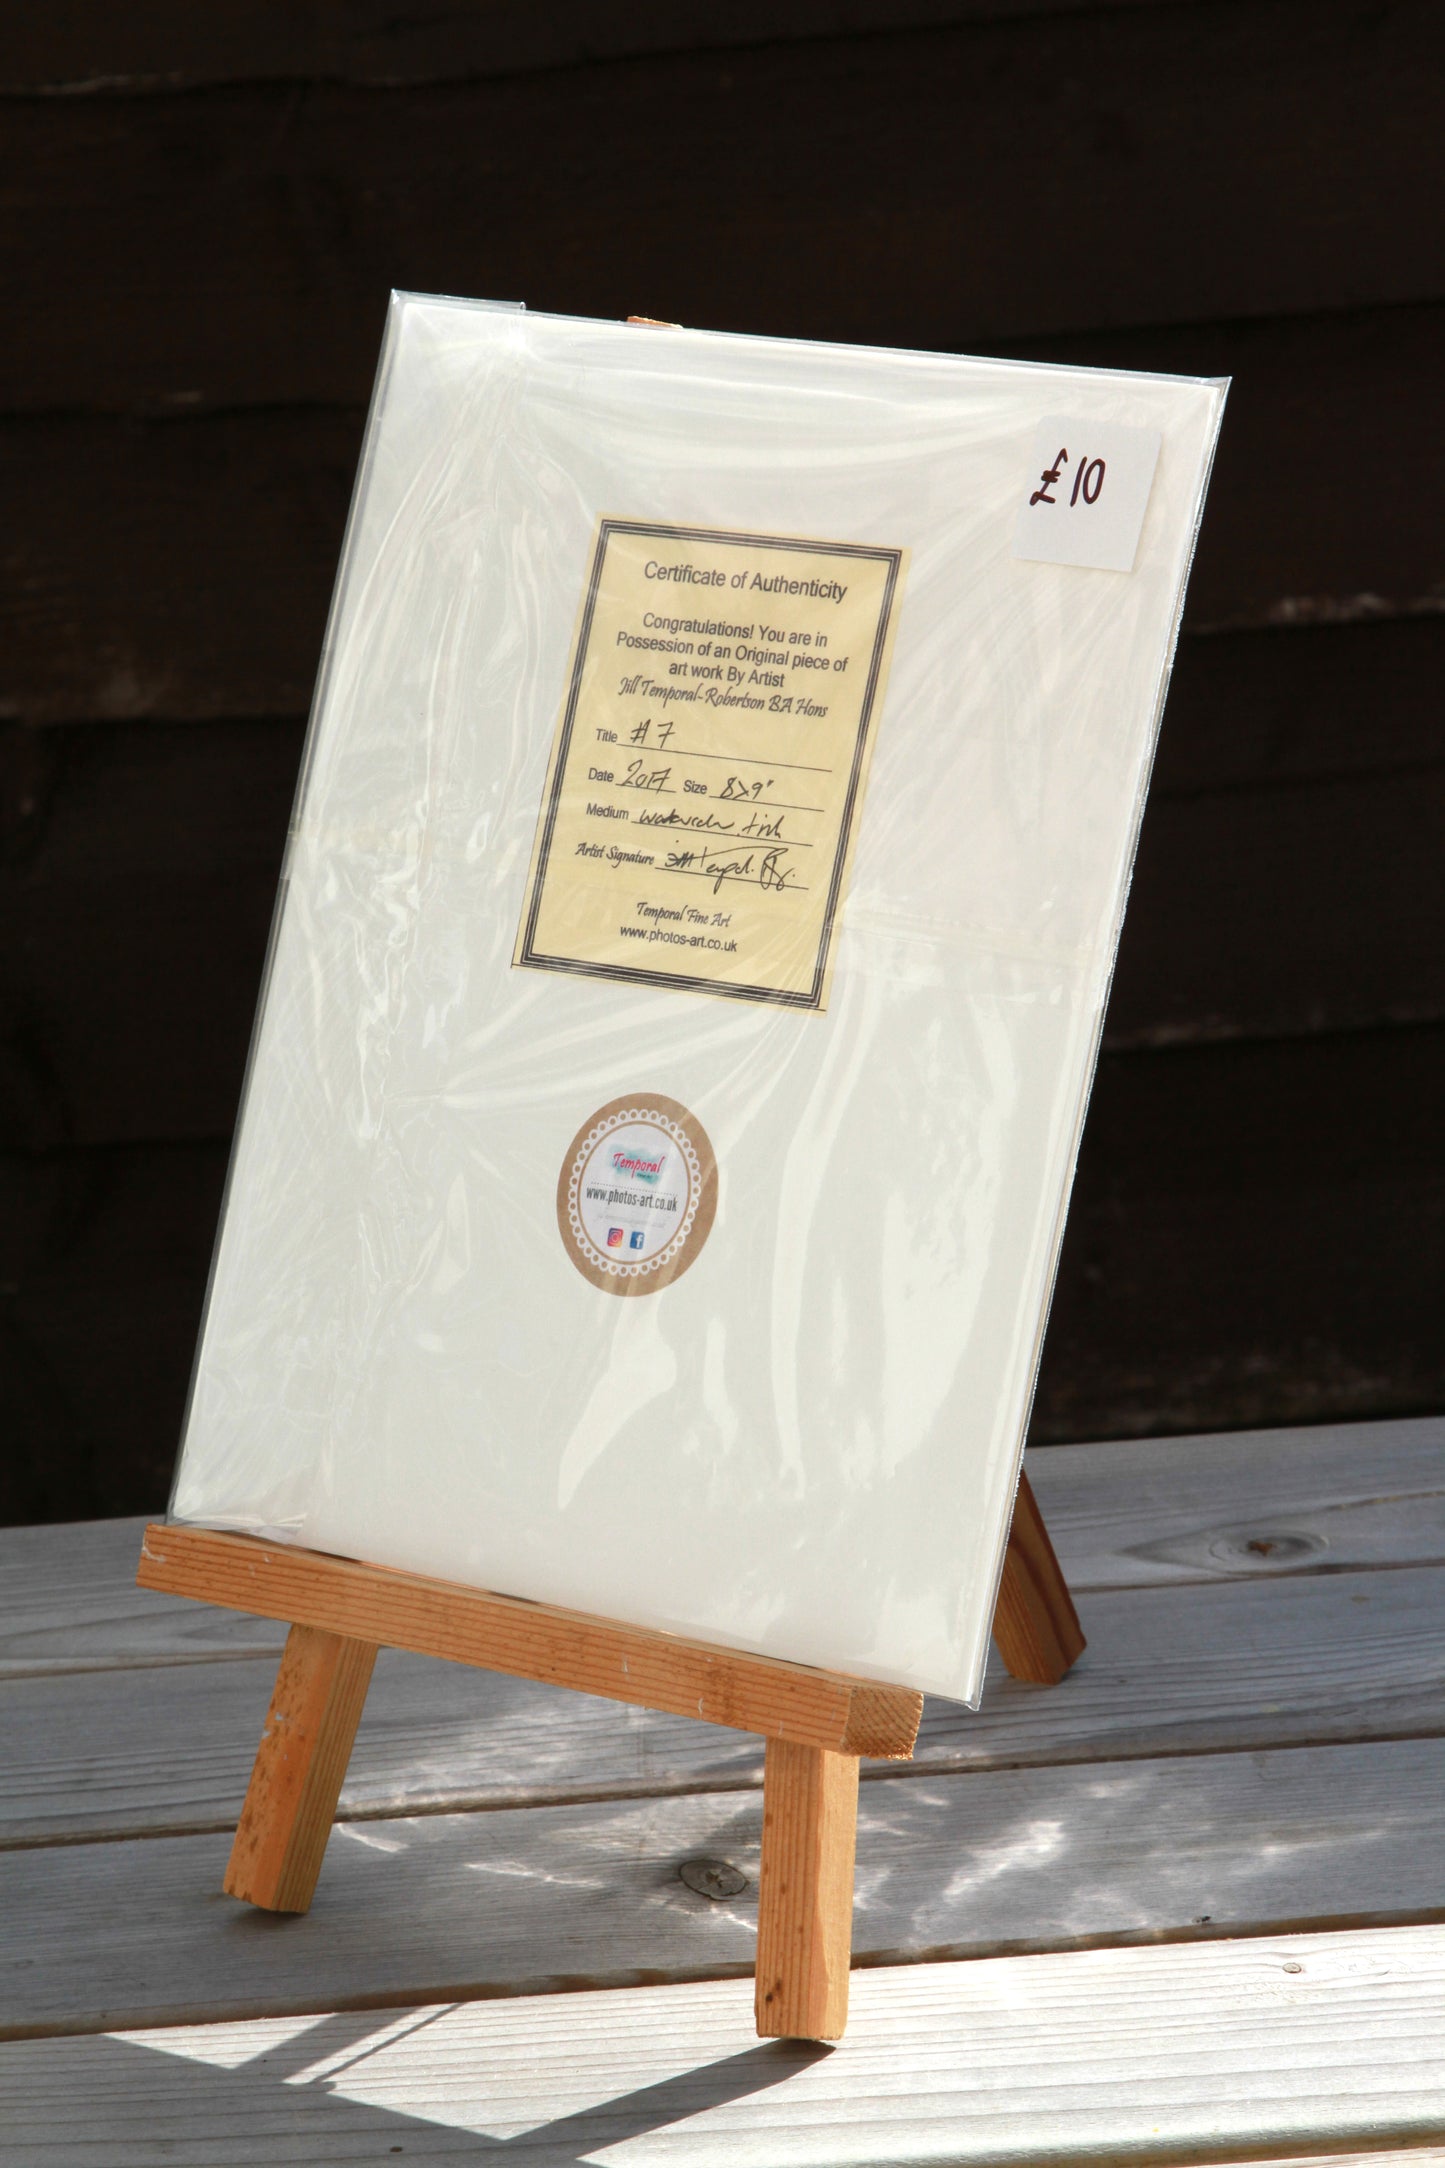 £10
Certificate of Authenticity
Congratulations! You are in
Possession of an Original piece of
art work By Artist
Jill Temporal-Robertson BA Hons
Title #7
Date 2017 Size 8x9"
Medium watercolour + ink
Artist Signature
Temporal Fine Art
www.photos-art.co.uk
Temporal
www.photos-art.co.uk